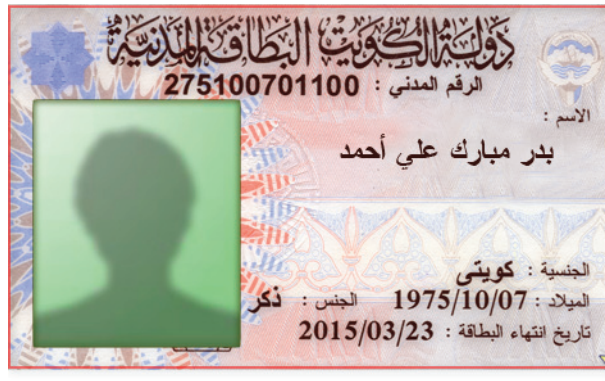 دولة الكويت البطاقة المدنية
الرقم المدني : 275100701100
الاسم :
بدر مبارك علي أحمد
الجنسية : كويتى
الميلاد : 1975/10/07 الجنس : ذكر
تاريخ انتهاء البطاقة : 2015/03/23